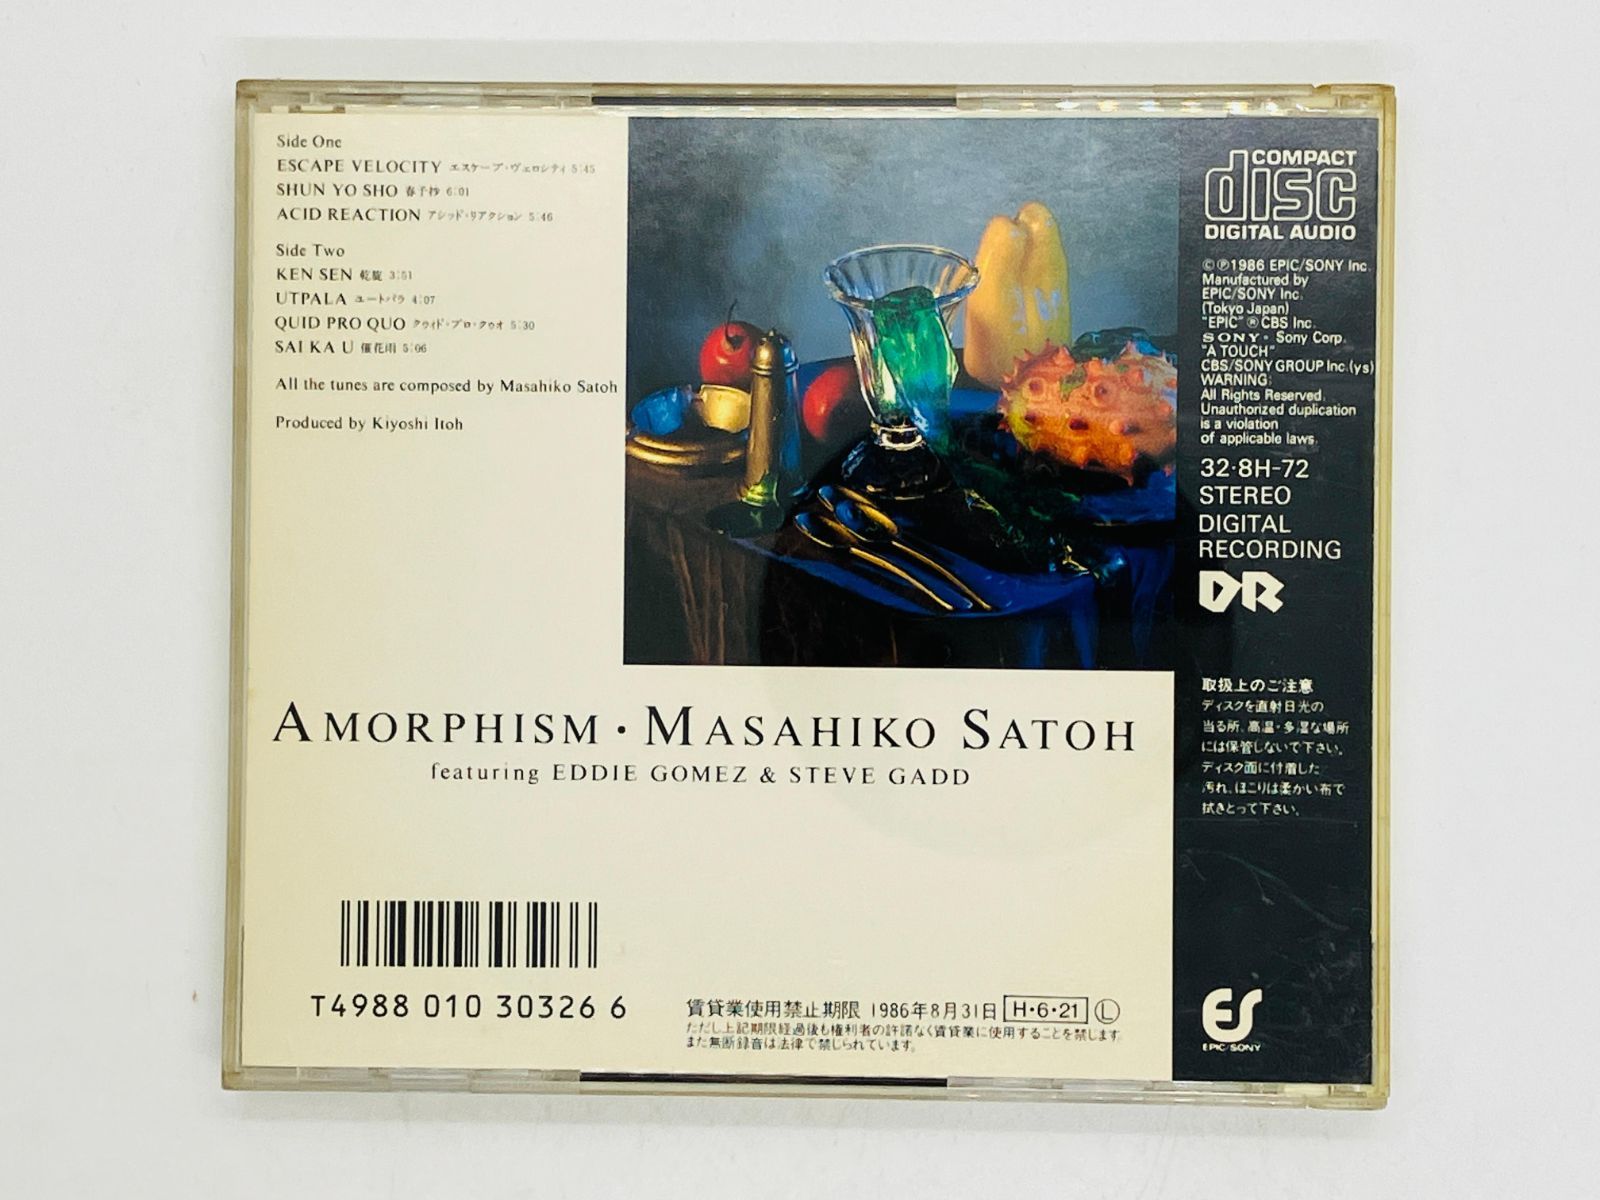 Side One
ESCAPE VELOCITY エスケープ・ヴェロシティ 5:45
SHUN YO SHO 春予抄 6:01
ACID REACTION アシッド・リアクション 5:46
Side Two
KEN SEN 乾旋 3:51
UTPALA ユートパラ 4:07
QUID PRO QUO クゥィド・プロ・クゥオ 5:30
SAI KA U 催花雨 5:06
All the tunes are composed by Masahiko Satoh
Produced by Kiyoshi Itoh
AMORPHISM・MASAHIKO SATOH
featuring EDDIE GOMEZ & STEVE GADD
T4988 010 30326 6
賃貸業使用禁止期限 1986年8月31日 H・6・21 Ⓛ
ただし上記期限経過後も権利者の許諾なく賃貸業に使用することを禁じます。
また無断録音は法律で禁じられています。
COMPACT
disc
DIGITAL AUDIO
©℗1986 EPIC/SONY Inc.
Manufactured by
EPIC/SONY Inc.
(Tokyo Japan)
"EPIC" ® CBS Inc.
SONY® Sony Corp.
"A TOUCH"
CBS/SONY GROUP Inc.(ys)
WARNING:
All Rights Reserved.
Unauthorized duplication
is a violation
of applicable laws.
32・8H-72
STEREO
DIGITAL
RECORDING
DR
取扱上のご注意
ディスクを直射日光の
当る所、高温・多湿な場所
には保管しないで下さい。
ディスク面に付着した
汚れ、ほこりは柔かい布で
拭きとって下さい。
ES
EPIC/SONY